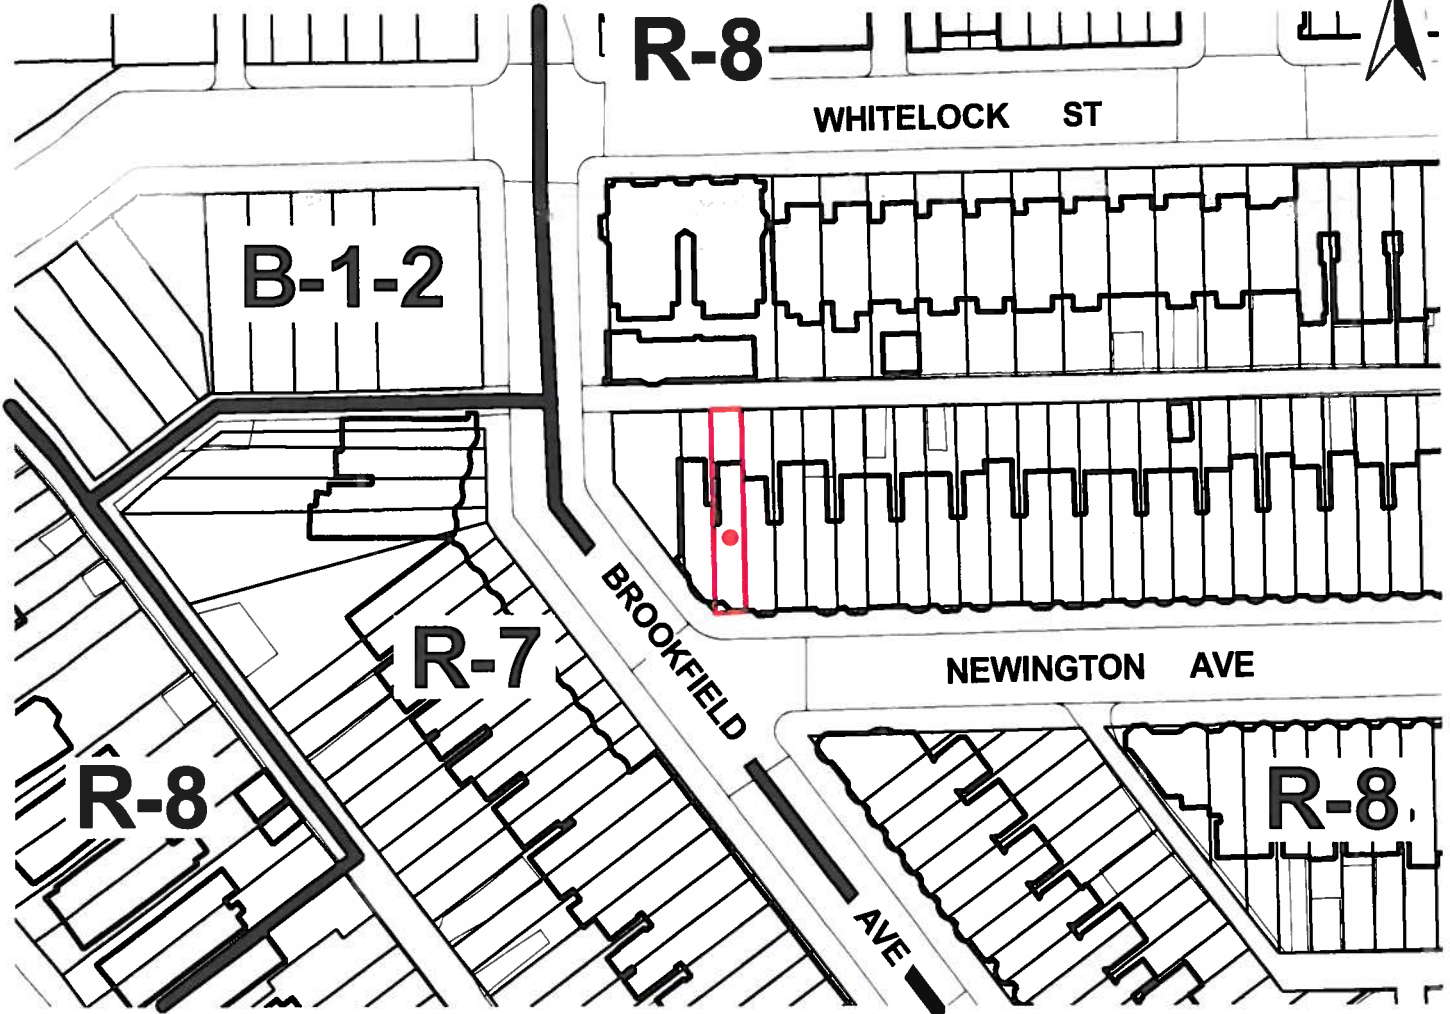 R-8
WHITELOCK ST
B-1-2
BROOKFIELD AVE
R-7
NEWINGTON AVE
R-8
R-8